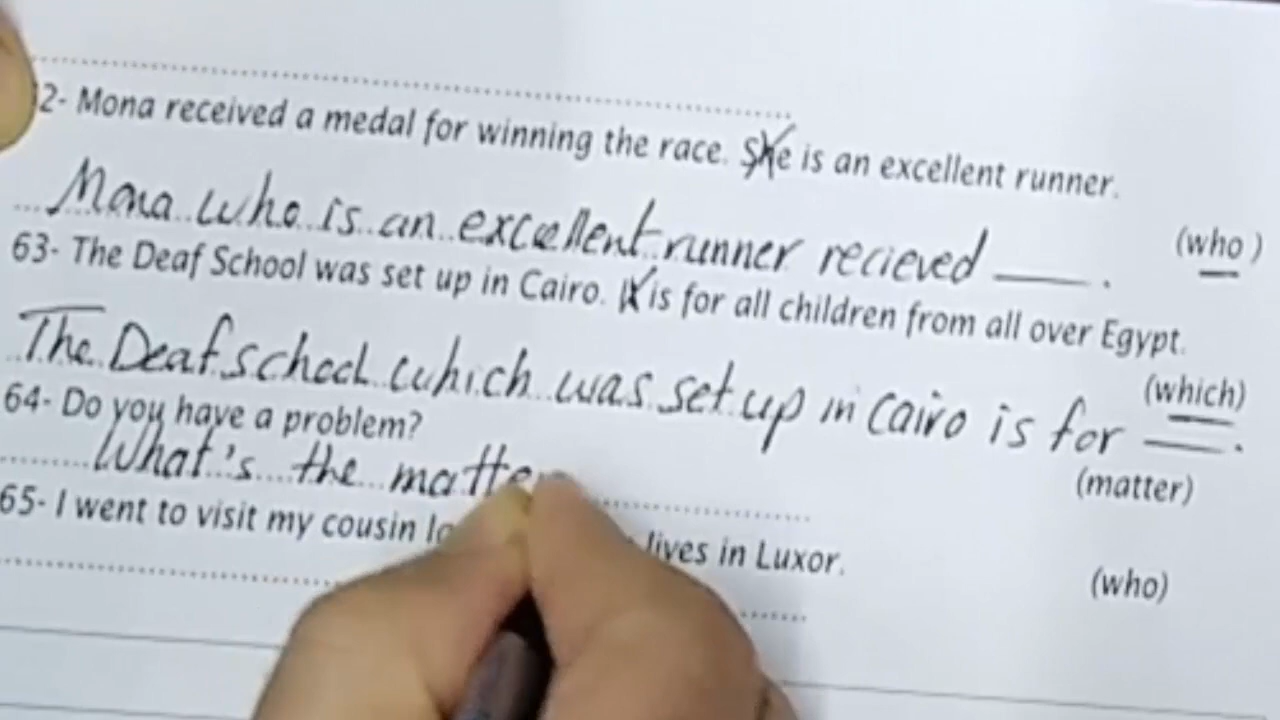 2- Mona received a medal for winning the race. She is an excellent runner.
Mona who is an excellent runner recieved ___ . (who )
63- The Deaf School was set up in Cairo. It is for all children from all over Egypt.
The Deaf school which was set up in Cairo is for ___ . (which)
64- Do you have a problem?
What's the matte (matter)
65- I went to visit my cousin lives in Luxor.
(who)